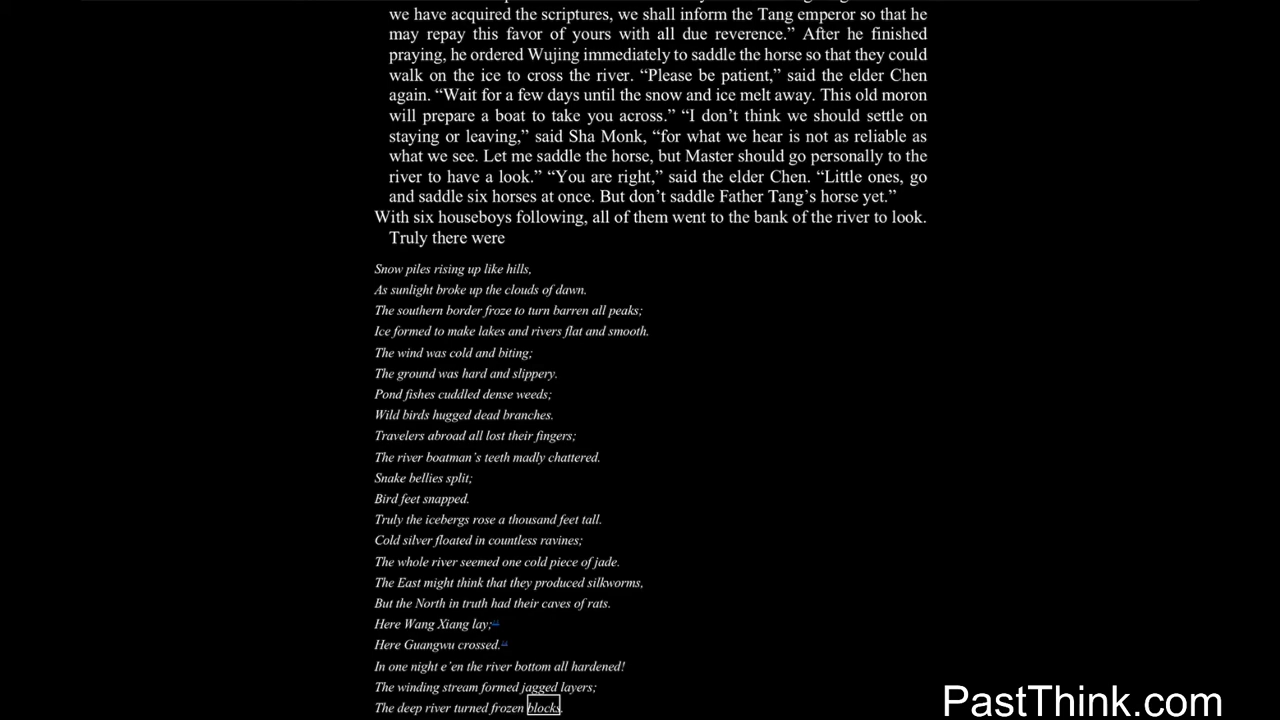 we have acquired the scriptures, we shall inform the Tang emperor so that he
may repay this favor of yours with all due reverence.” After he finished
praying, he ordered Wujing immediately to saddle the horse so that they could
walk on the ice to cross the river. “Please be patient,” said the elder Chen
again. “Wait for a few days until the snow and ice melt away. This old moron
will prepare a boat to take you across.” “I don’t think we should settle on
staying or leaving,” said Sha Monk, “for what we hear is not as reliable as
what we see. Let me saddle the horse, but Master should go personally to the
river to have a look.” “You are right,” said the elder Chen. “Little ones, go
and saddle six horses at once. But don’t saddle Father Tang’s horse yet.”
With six houseboys following, all of them went to the bank of the river to look.
Truly there were
Snow piles rising up like hills,
As sunlight broke up the clouds of dawn.
The southern border froze to turn barren all peaks;
Ice formed to make lakes and rivers flat and smooth.
The wind was cold and biting;
The ground was hard and slippery.
Pond fishes cuddled dense weeds;
Wild birds hugged dead branches.
Travelers abroad all lost their fingers;
The river boatman’s teeth madly chattered.
Snake bellies split;
Bird feet snapped.
Truly the icebergs rose a thousand feet tall.
Cold silver floated in countless ravines;
The whole river seemed one cold piece of jade.
The East might think that they produced silkworms,
But the North in truth had their caves of rats.
Here Wang Xiang lay;
Here Guangwu crossed.
In one night e’en the river bottom all hardened!
The winding stream formed jagged layers;
The deep river turned frozen blocks.
PastThink.com